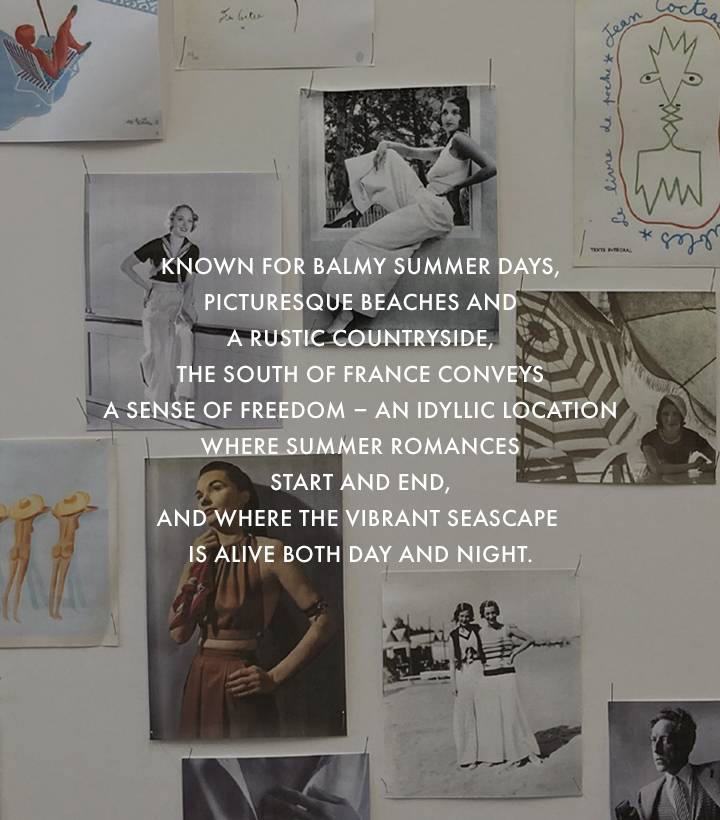 Jean Cocteau
Le livre de poche *
TEXTE INTÉGRAL
KNOWN FOR BALMY SUMMER DAYS,
PICTURESQUE BEACHES AND
A RUSTIC COUNTRYSIDE,
THE SOUTH OF FRANCE CONVEYS
A SENSE OF FREEDOM – AN IDYLLIC LOCATION
WHERE SUMMER ROMANCES
START AND END,
AND WHERE THE VIBRANT SEASCAPE
IS ALIVE BOTH DAY AND NIGHT.